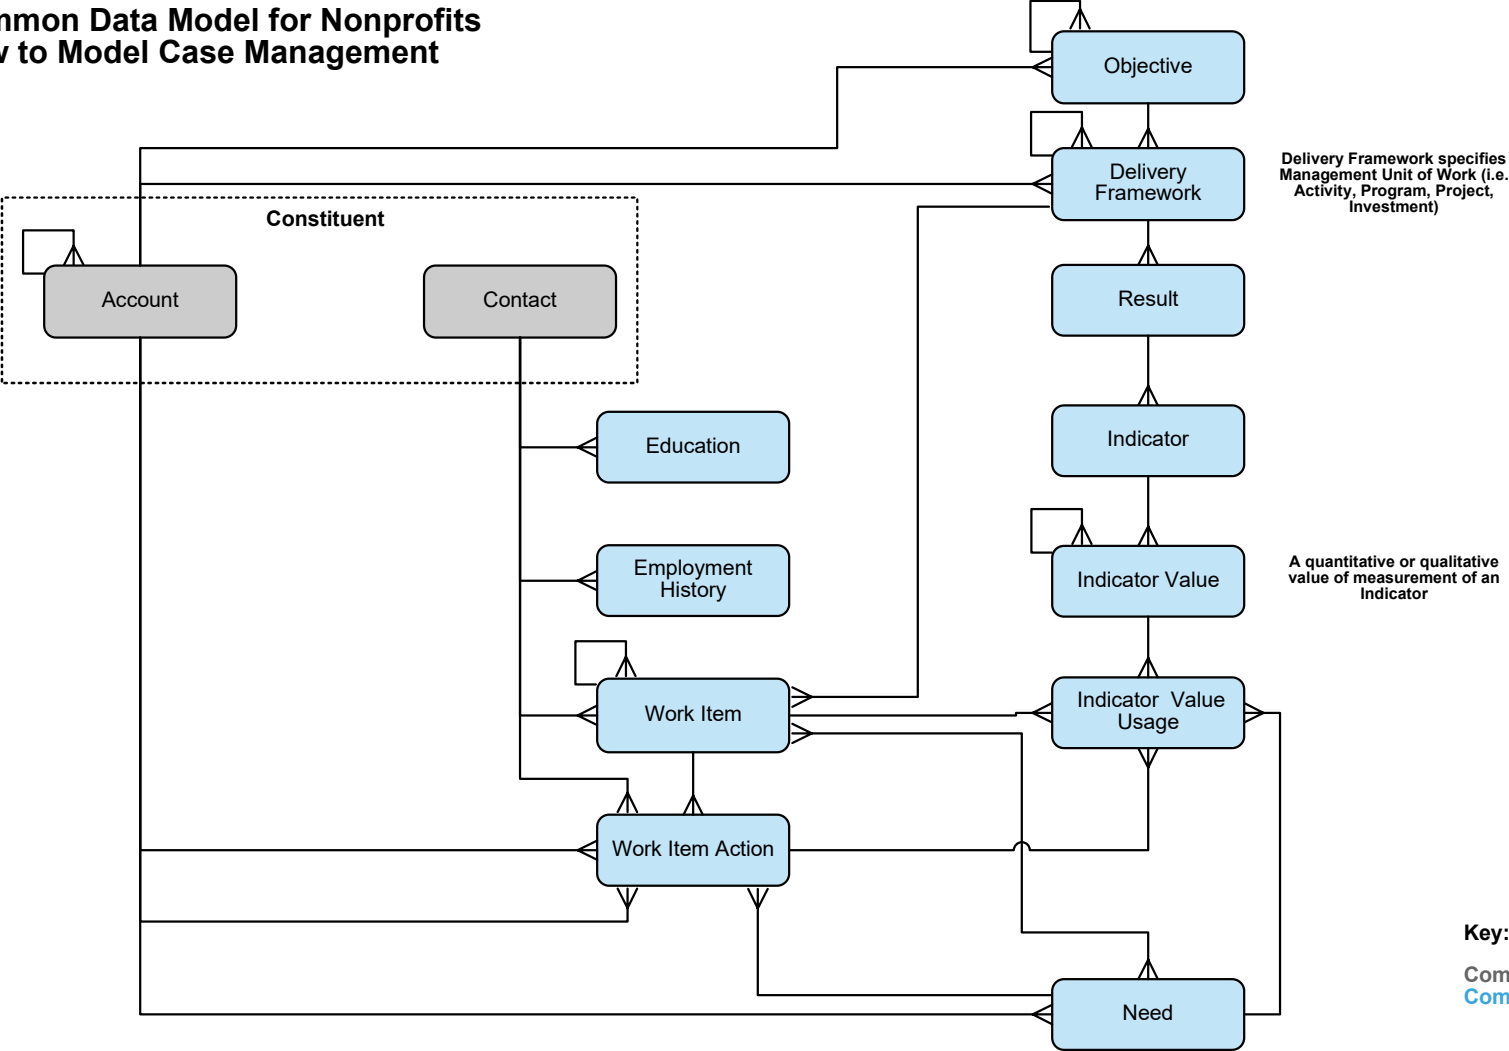 mmon Data Model for Nonprofits
to Model Case Management
Objective
Delivery
Framework
Delivery Framework specifies
Management Unit of Work (i.e.
Activity, Program, Project,
Investment)
Constituent
Account
Contact
Result
Education
Indicator
Employment
History
Indicator Value
A quantitative or qualitative
value of measurement of an
Indicator
Work Item
Indicator Value
Usage
Work Item Action
Key:
Com
Com
Need